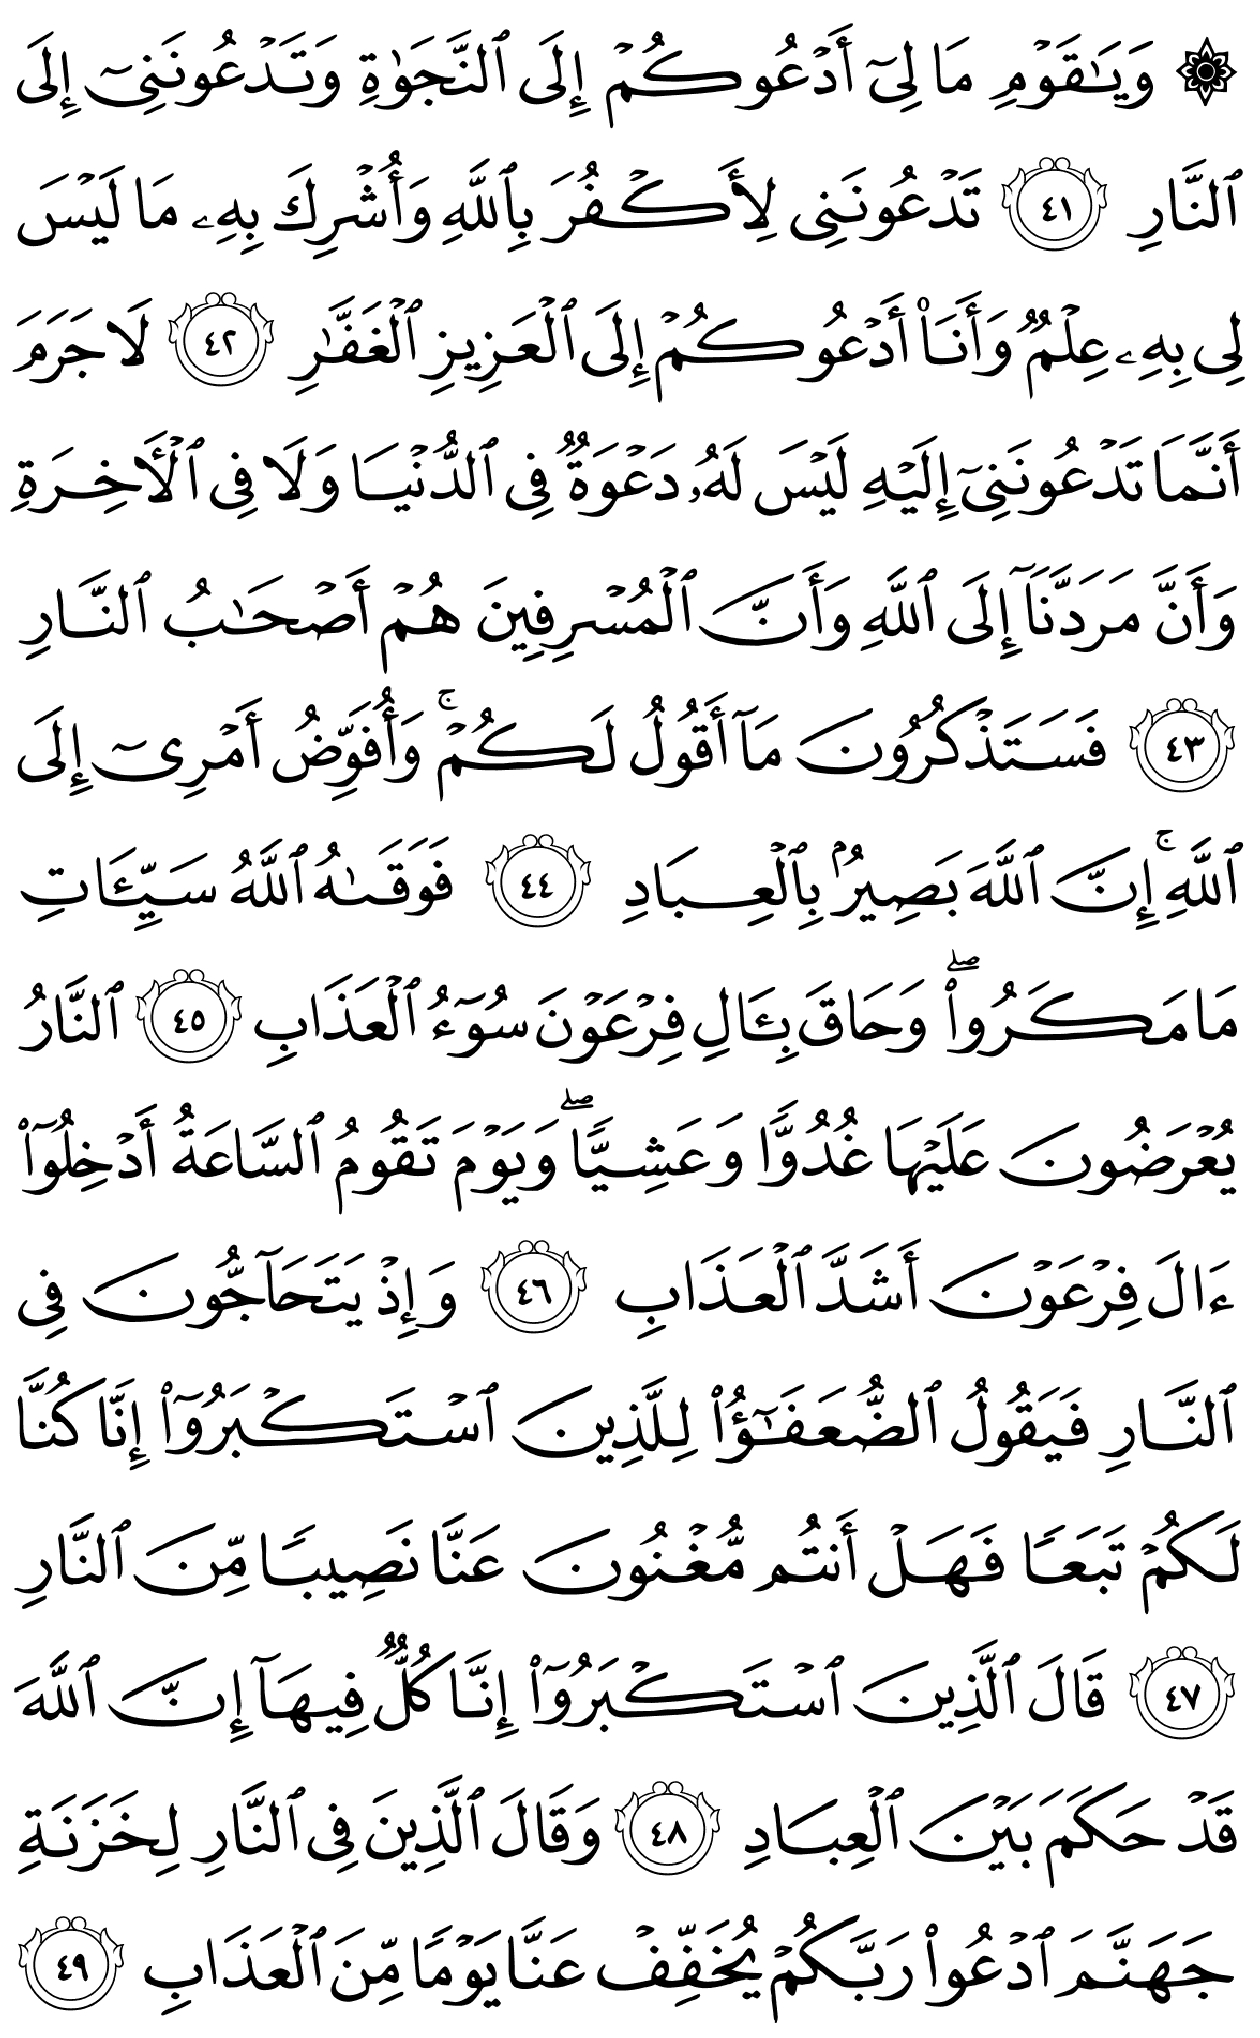 ۞ وَيَٰقَوۡمِ مَا لِيٓ أَدۡعُوكُمۡ إِلَى ٱلنَّجَوٰةِ وَتَدۡعُونَنِيٓ إِلَى
ٱلنَّارِ ٤١ تَدۡعُونَنِي لِأَكۡفُرَ بِٱللَّهِ وَأُشۡرِكَ بِهِۦ مَا لَيۡسَ
لِي بِهِۦ عِلۡمٞ وَأَنَا۠ أَدۡعُوكُمۡ إِلَى ٱلۡعَزِيزِ ٱلۡغَفَّٰرِ ٤٢ لَا جَرَمَ
أَنَّمَا تَدۡعُونَنِيٓ إِلَيۡهِ لَيۡسَ لَهُۥ دَعۡوَةٞ فِي ٱلدُّنۡيَا وَلَا فِي ٱلۡأٓخِرَةِ
وَأَنَّ مَرَدَّنَآ إِلَى ٱللَّهِ وَأَنَّ ٱلۡمُسۡرِفِينَ هُمۡ أَصۡحَٰبُ ٱلنَّارِ
٤٣ فَسَتَذۡكُرُونَ مَآ أَقُولُ لَكُمۡۚ وَأُفَوِّضُ أَمۡرِيٓ إِلَى
ٱللَّهِۚ إِنَّ ٱللَّهَ بَصِيرُۢ بِٱلۡعِبَادِ ٤٤ فَوَقَىٰهُ ٱللَّهُ سَيِّـَٔاتِ
مَا مَكَرُواْۖ وَحَاقَ بِـَٔالِ فِرۡعَوۡنَ سُوٓءُ ٱلۡعَذَابِ ٤٥ ٱلنَّارُ
يُعۡرَضُونَ عَلَيۡهَا غُدُوّٗا وَعَشِيّٗاۖ وَيَوۡمَ تَقُومُ ٱلسَّاعَةُ أَدۡخِلُوٓاْ
ءَالَ فِرۡعَوۡنَ أَشَدَّ ٱلۡعَذَابِ ٤٦ وَإِذۡ يَتَحَآجُّونَ فِي
ٱلنَّارِ فَيَقُولُ ٱلضُّعَفَٰٓؤُاْ لِلَّذِينَ ٱسۡتَكۡبَرُوٓاْ إِنَّا كُنَّا
لَكُمۡ تَبَعٗا فَهَلۡ أَنتُم مُّغۡنُونَ عَنَّا نَصِيبٗا مِّنَ ٱلنَّارِ
٤٧ قَالَ ٱلَّذِينَ ٱسۡتَكۡبَرُوٓاْ إِنَّا كُلّٞ فِيهَآ إِنَّ ٱللَّهَ
قَدۡ حَكَمَ بَيۡنَ ٱلۡعِبَادِ ٤٨ وَقَالَ ٱلَّذِينَ فِي ٱلنَّارِ لِخَزَنَةِ
جَهَنَّمَ ٱدۡعُواْ رَبَّكُمۡ يُخَفِّفۡ عَنَّا يَوۡمٗا مِّنَ ٱلۡعَذَابِ ٤٩